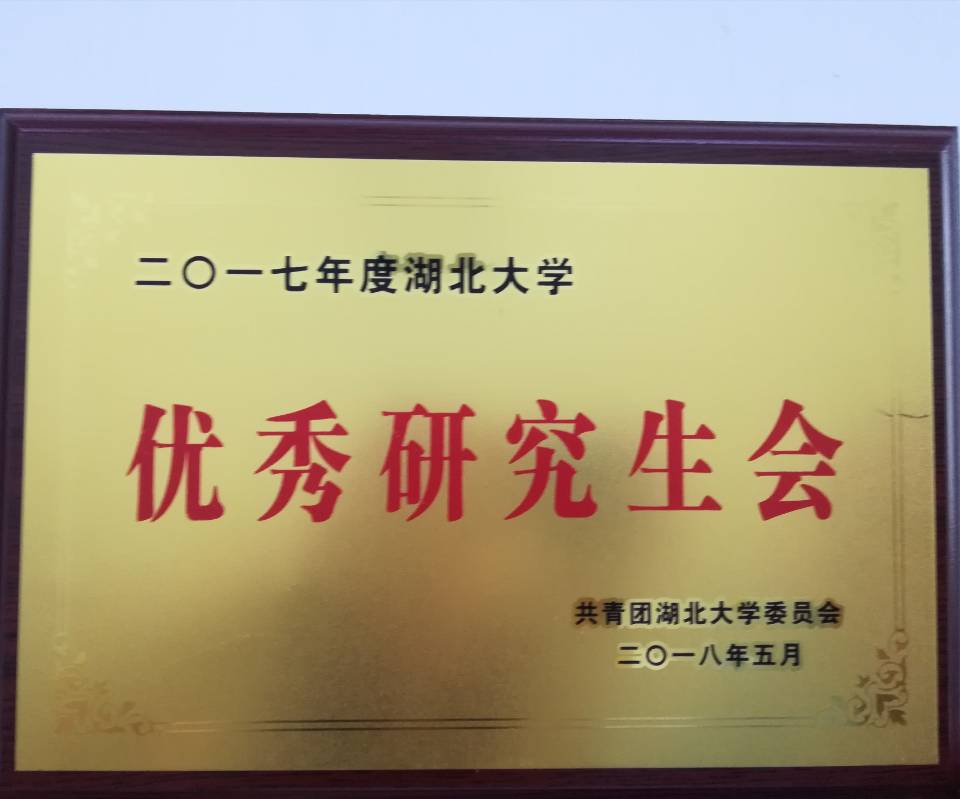 二〇一七年度湖北大学
优秀研究生会
共青团湖北大学委员会
二〇一八年五月